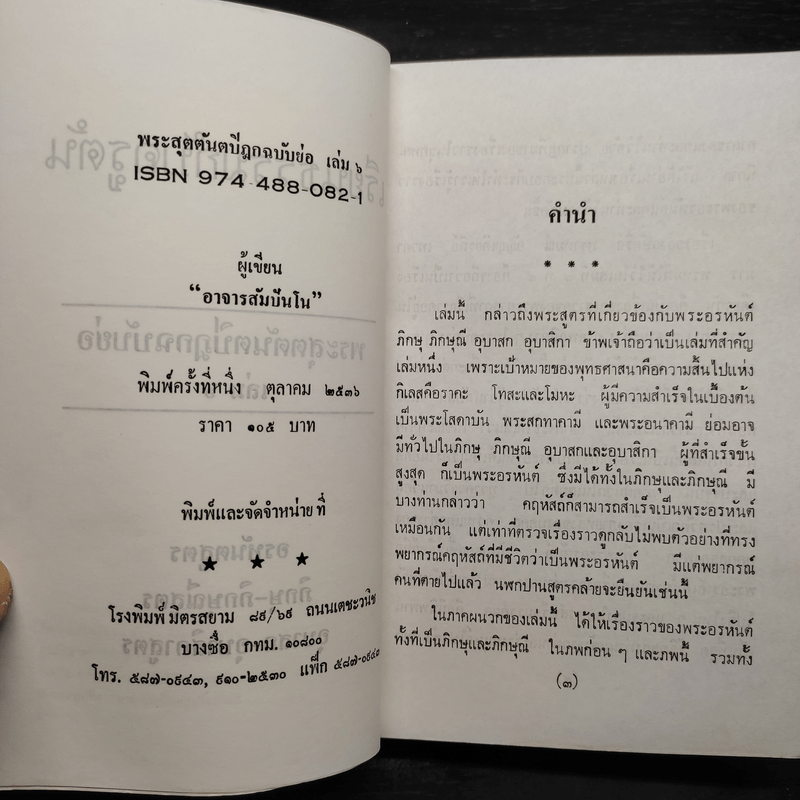 พระสุตตันตปิฎกฉบับย่อ เล่ม ๖
ISBN 974-488-082-1
ผู้เขียน
“อาจารสัมปันโน”
พิมพ์ครั้งที่หนึ่ง ตุลาคม ๒๕๓๖
ราคา ๑๐๕ บาท
พิมพ์และจัดจำหน่ายที่
★ ★ ★
โรงพิมพ์มิตรสยาม ๘๙/๖๙ ถนนเตชะวนิช
บางซื่อ กทม. ๑๐๘๐๐
โทร. ๕๘๗-๐๙๔๓, ๙๑๐-๒๕๓๐ แฟ็ก ๕๘๗-๐๙๔๓
คำนำ
* * *
เล่มนี้ กล่าวถึงพระสูตรที่เกี่ยวข้องกับพระอรหันต์
ภิกษุ ภิกษุณี อุบาสก อุบาสิกา ข้าพเจ้าถือว่าเป็นเล่มที่สำคัญ
เล่มหนึ่ง เพราะเป้าหมายของพุทธศาสนาคือความสิ้นไปแห่ง
กิเลสคือราคะ โทสะและโมหะ ผู้มีความสำเร็จในเบื้องต้น
เป็นพระโสดาบัน พระสกทาคามี และพระอนาคามี ย่อมอาจ
มีทั่วไปในภิกษุ ภิกษุณี อุบาสกและอุบาสิกา ผู้ที่สำเร็จขั้น
สูงสุด ก็เป็นพระอรหันต์ ซึ่งมีได้ทั้งในภิกษุและภิกษุณี มี
บางท่านกล่าวว่า คฤหัสถ์ก็สามารถสำเร็จเป็นพระอรหันต์
เหมือนกัน แต่เท่าที่ตรวจเรื่องราวดูกลับไม่พบตัวอย่างที่ทรง
พยากรณ์คฤหัสถ์ที่มีชีวิตว่าเป็นพระอรหันต์ มีแต่พยากรณ์
คนที่ตายไปแล้ว นพกปานสูตรคล้ายจะยืนยันเช่นนี้
ในภาคผนวกของเล่มนี้ ได้ให้เรื่องราวของพระอรหันต์
ทั้งที่เป็นภิกษุและภิกษุณี ในภพก่อน ๆ และภพนี้ รวมทั้ง
(๓)